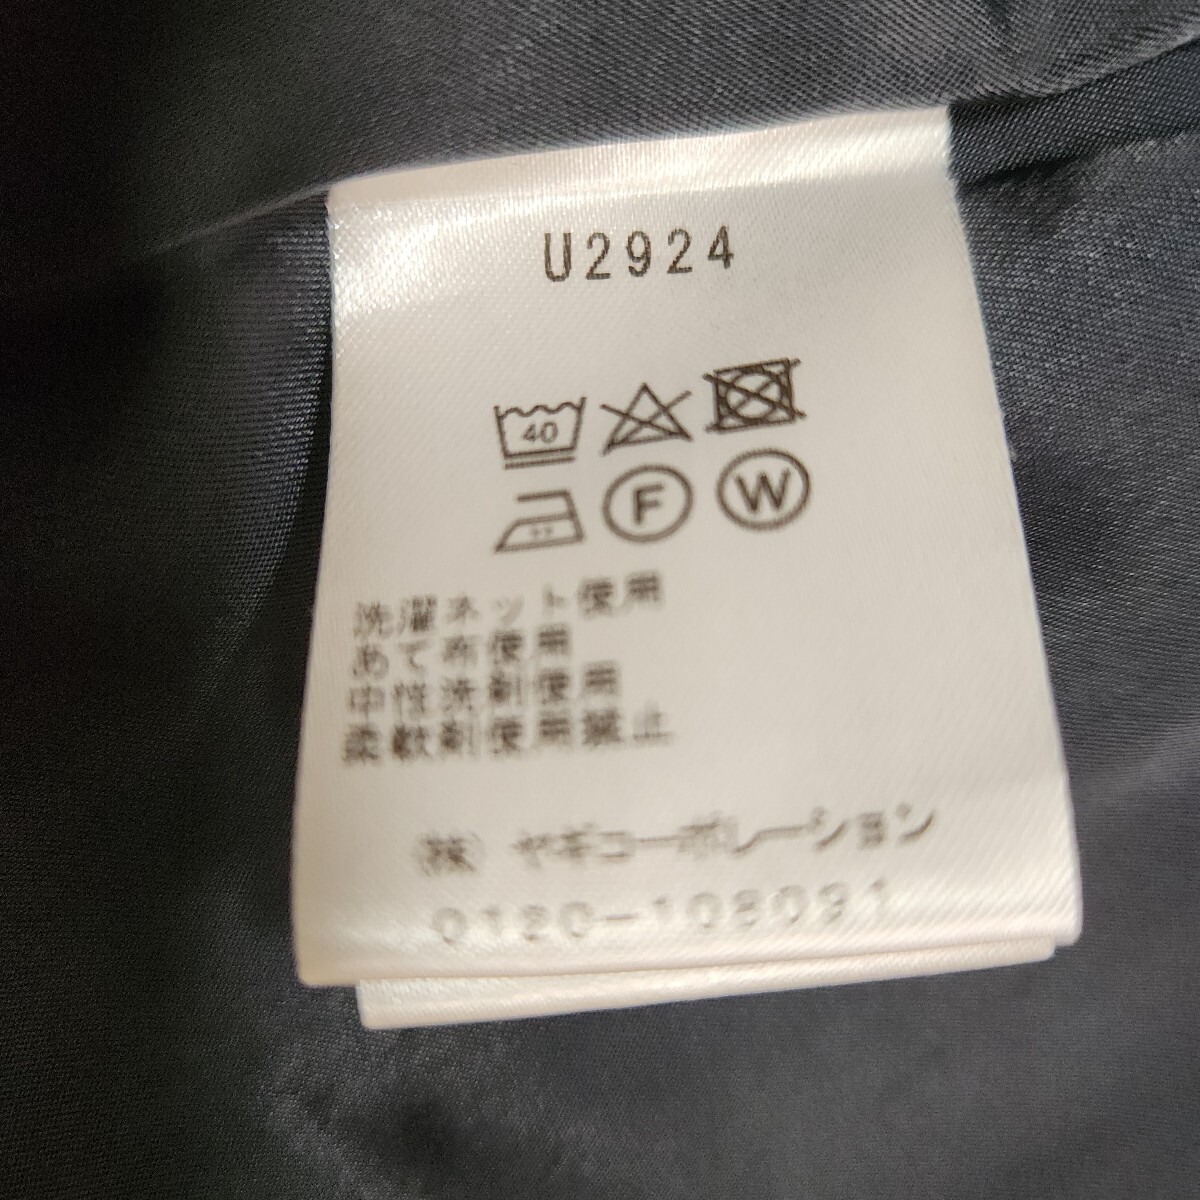 U2924
40
F W
洗濯ネット使用
あて布使用
中性洗剤使用
柔軟剤使用禁止
(株) ヤギコーポレーション
0120-108091